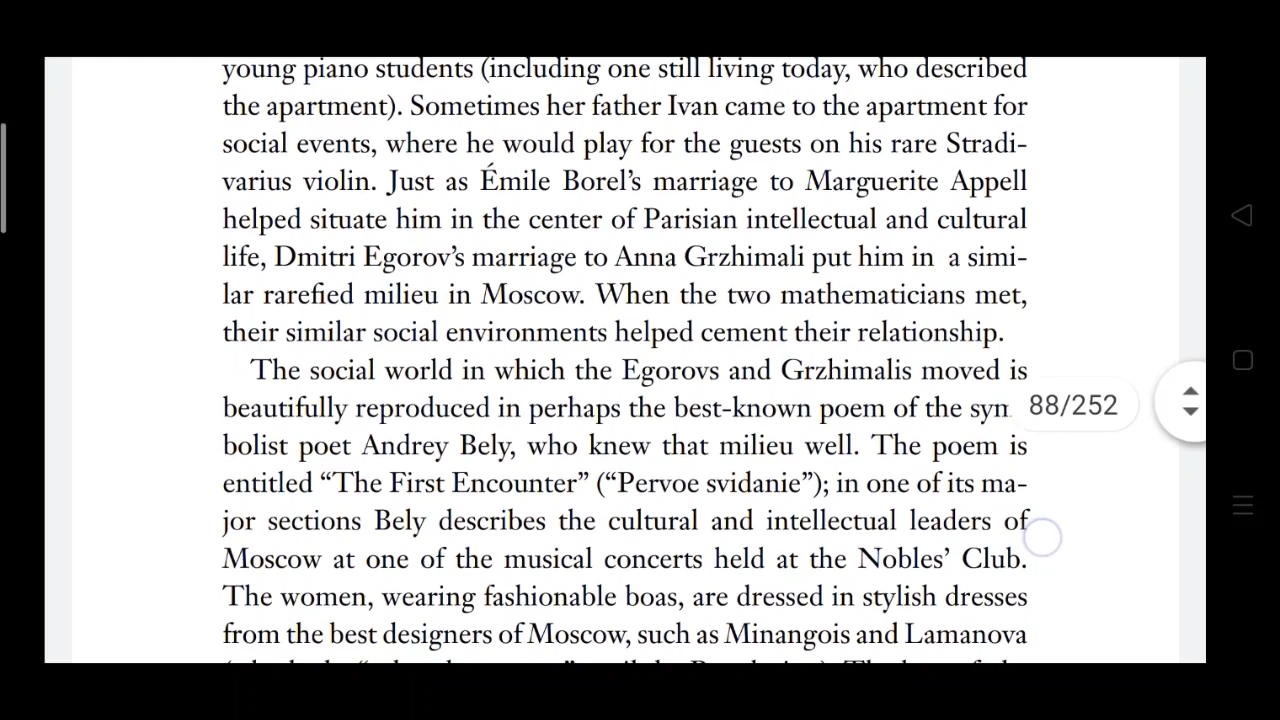 young piano students (including one still living today, who described
the apartment). Sometimes her father Ivan came to the apartment for
social events, where he would play for the guests on his rare Stradi-
varius violin. Just as Émile Borel’s marriage to Marguerite Appell
helped situate him in the center of Parisian intellectual and cultural
life, Dmitri Egorov’s marriage to Anna Grzhimali put him in a simi-
lar rarefied milieu in Moscow. When the two mathematicians met,
their similar social environments helped cement their relationship.
The social world in which the Egorovs and Grzhimalis moved is
beautifully reproduced in perhaps the best-known poem of the sym
88/252
bolist poet Andrey Bely, who knew that milieu well. The poem is
entitled “The First Encounter” (“Pervoe svidanie”); in one of its ma-
jor sections Bely describes the cultural and intellectual leaders of
Moscow at one of the musical concerts held at the Nobles’ Club.
The women, wearing fashionable boas, are dressed in stylish dresses
from the best designers of Moscow, such as Minangois and Lamanova